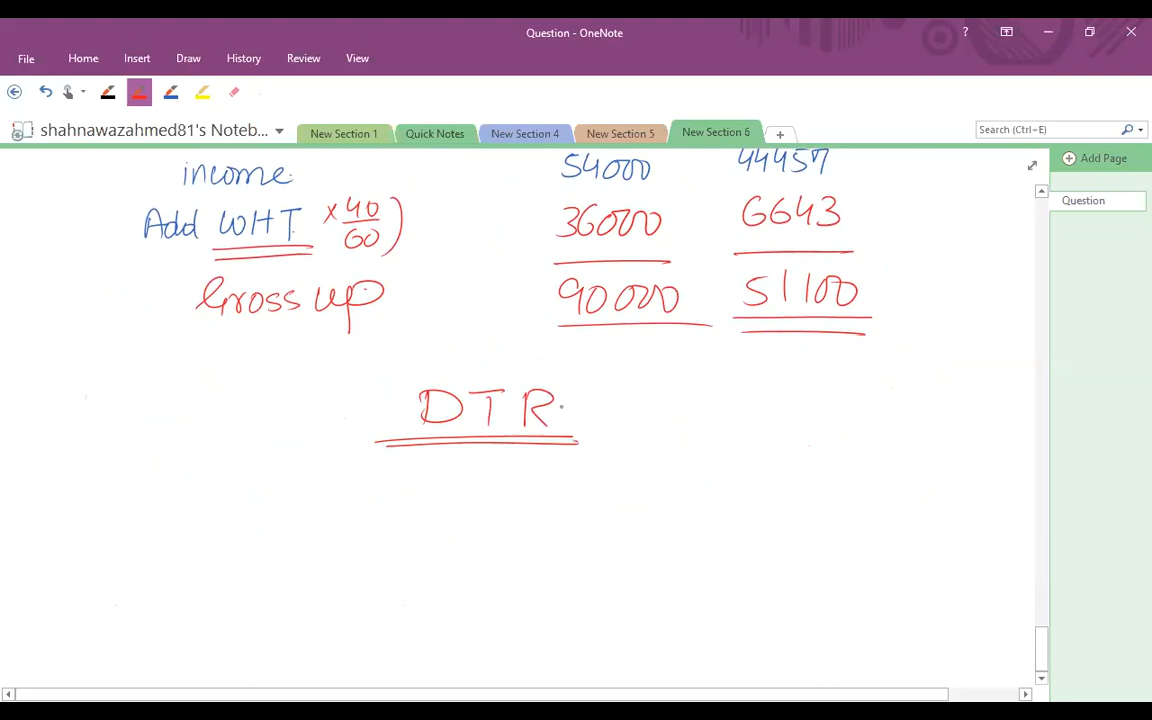 Question - OneNote
?
File Home Insert Draw History Review View
shahnawazahmed81's Noteb... New Section 1 Quick Notes New Section 4 New Section 5 New Section 6 + Search (Ctrl+E)
Add Page
Question
income 54000 44457
Add WHT × 40/60) 36000 6643
Gross up 90000 51100
DTR